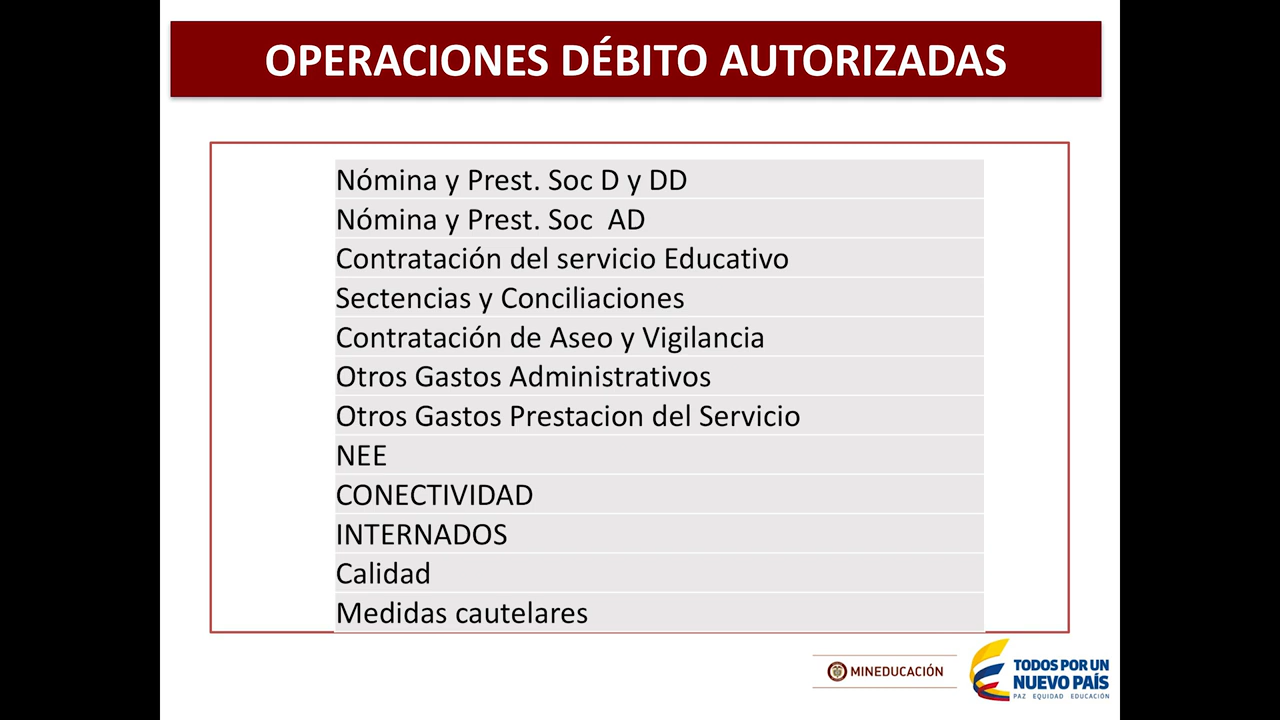 OPERACIONES DÉBITO AUTORIZADAS
Nómina y Prest. Soc D y DD
Nómina y Prest. Soc  AD
Contratación del servicio Educativo
Sectencias y Conciliaciones
Contratación de Aseo y Vigilancia
Otros Gastos Administrativos
Otros Gastos Prestacion del Servicio
NEE
CONECTIVIDAD
INTERNADOS
Calidad
Medidas cautelares
MINEDUCACIÓN
TODOS POR UN
NUEVO PAÍS
PAZ EQUIDAD EDUCACIÓN